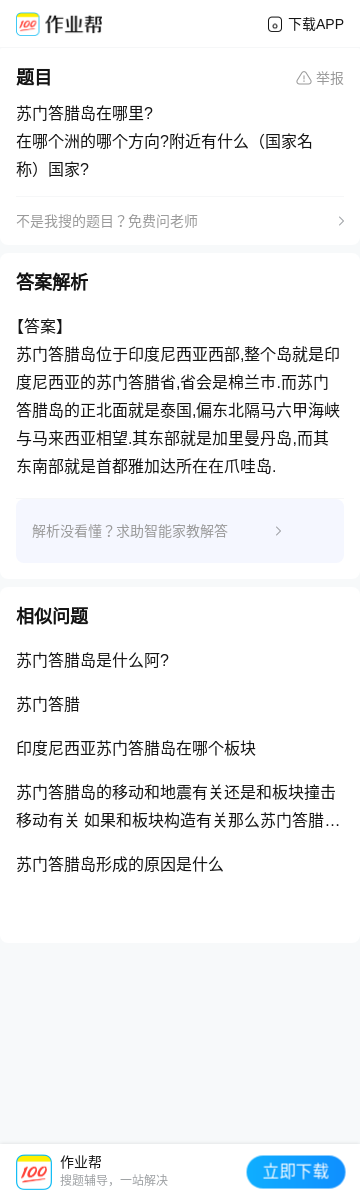 作业帮
下载APP
题目
举报
苏门答腊岛在哪里?
在哪个洲的哪个方向?附近有什么（国家名
称）国家?
不是我搜的题目？免费问老师
答案解析
【答案】
苏门答腊岛位于印度尼西亚西部,整个岛就是印
度尼西亚的苏门答腊省,省会是棉兰市.而苏门
答腊岛的正北面就是泰国,偏东北隔马六甲海峡
与马来西亚相望.其东部就是加里曼丹岛,而其
东南部就是首都雅加达所在在爪哇岛.
解析没看懂？求助智能家教解答
相似问题
苏门答腊岛是什么阿?
苏门答腊
印度尼西亚苏门答腊岛在哪个板块
苏门答腊岛的移动和地震有关还是和板块撞击
移动有关 如果和板块构造有关那么苏门答腊…
苏门答腊岛形成的原因是什么
100
作业帮
搜题辅导，一站解决
立即下载